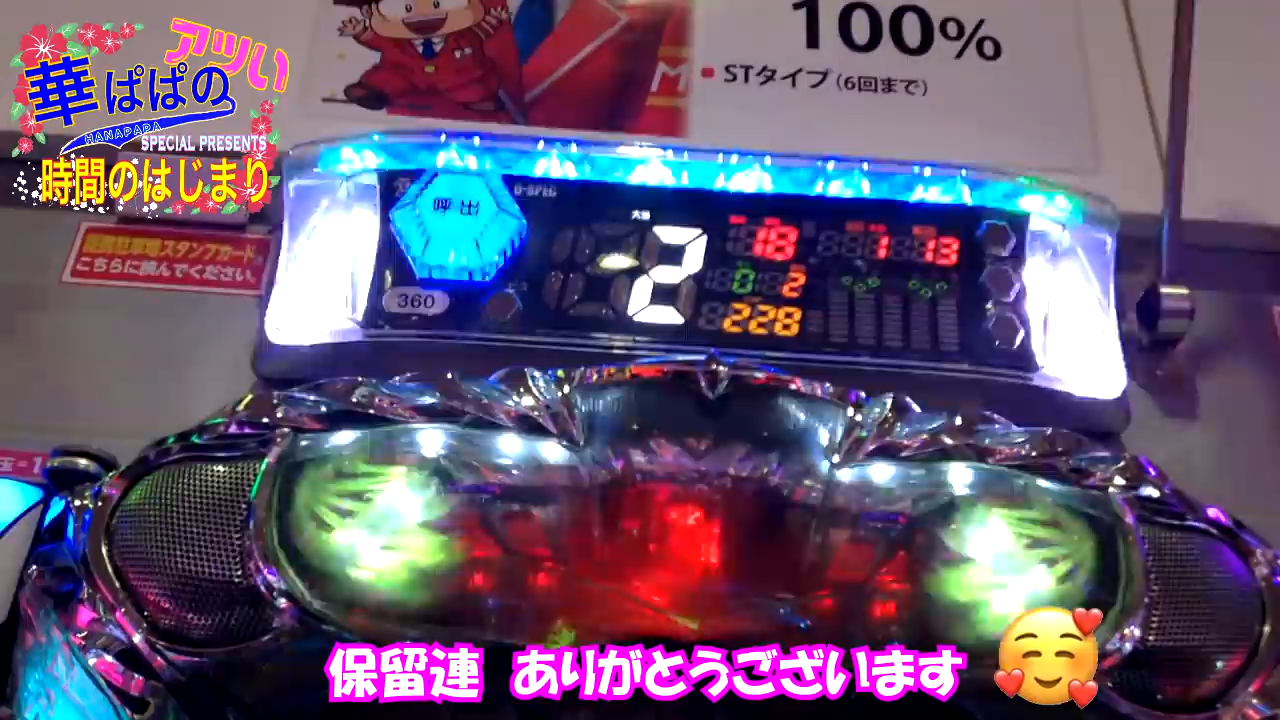 アツい
華ぱぱの
HANAPAPA
SPECIAL PRESENTS
時間のはじまり
100%
STタイプ(6回まで)
スタンプカード
こちらに読んでください。
呼出
G-SPEC
大当
2
18
1 13
0
2
228
360
保留連 ありがとうございます